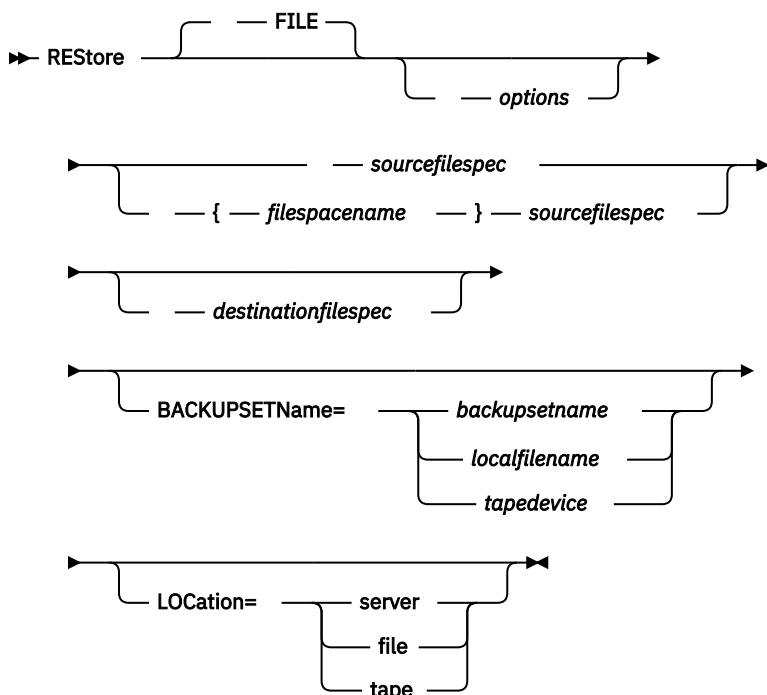 FILE
REStore
options
sourcefilespec
{ filespacename } sourcefilespec
destinationfilespec
BACKUPSETName= backupsetname
localfilename
tapedevice
LOCation= server
file
tape